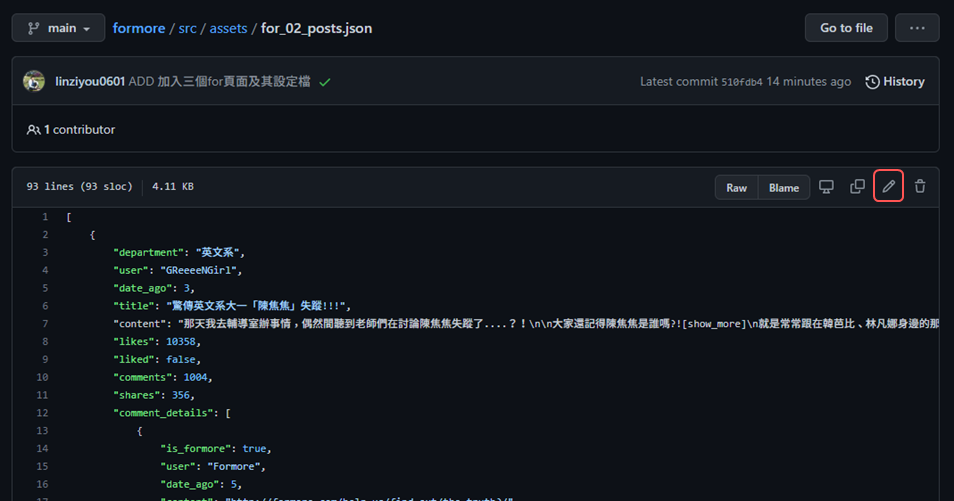 main formore / src / assets / for_02_posts.json Go to file ...
linziyou0601 ADD 加入三個for頁面及其設定檔 Latest commit 510fdb4 14 minutes ago History
1 contributor
93 lines (93 sloc) 4.11 KB Raw Blame
1 [
2 {
3 "department": "英文系",
4 "user": "GReeeeNGirl",
5 "date_ago": 3,
6 "title": "驚傳英文系大一「陳焦焦」失蹤!!!",
7 "content": "那天我去輔導室辦事情，偶然間聽到老師們在討論陳焦焦失蹤了....？！\n\n大家還記得陳焦焦是誰嗎?![show_more]\n就是常常跟在韓芭比、林凡娜身邊的那
8 "likes": 10358,
9 "liked": false,
10 "comments": 1004,
11 "shares": 356,
12 "comment_details": [
13 {
14 "is_formore": true,
15 "user": "Formore",
16 "date_ago": 5,